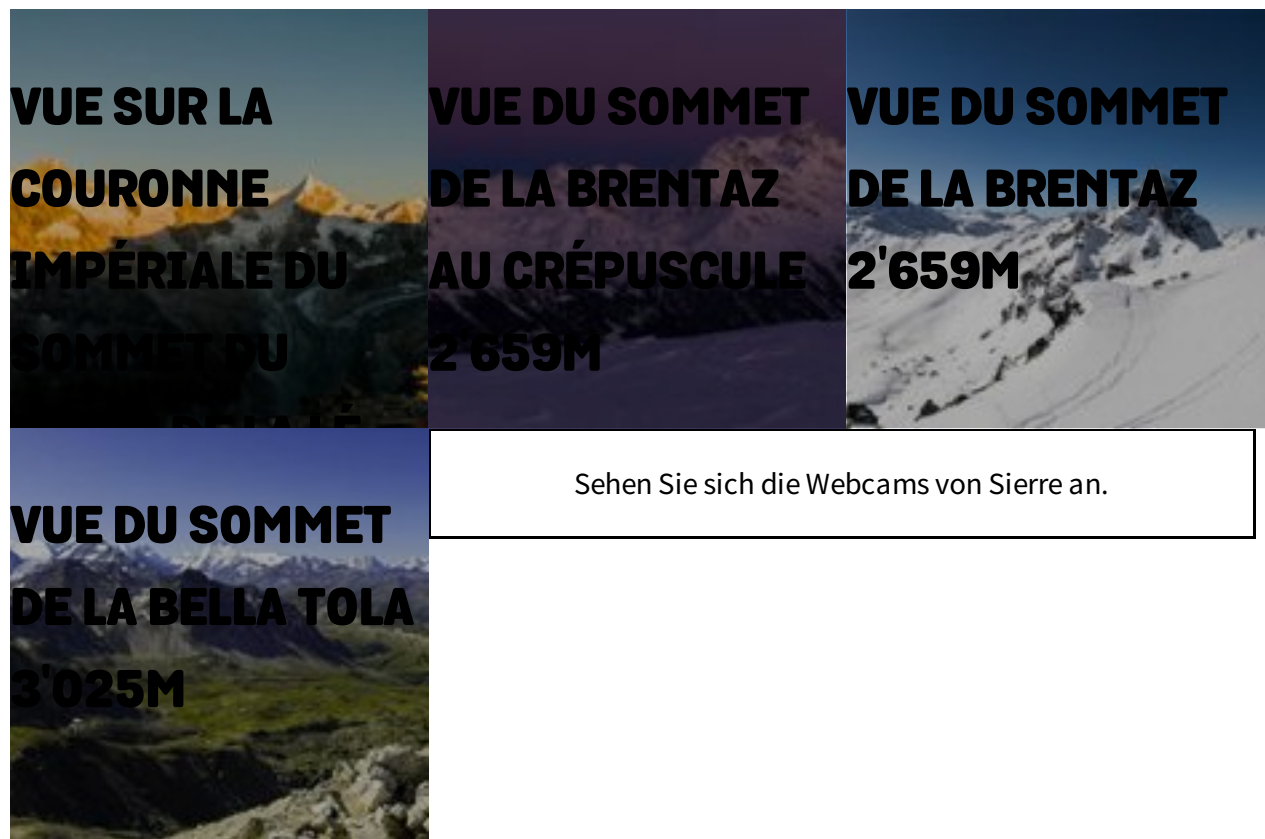 VUE SUR LA
COURONNE
IMPÉRIALE DU
SOMMET DU
VUE DU SOMMET
DE LA BRENTAZ
AU CRÉPUSCULE
2'659M
VUE DU SOMMET
DE LA BRENTAZ
2'659M
VUE DU SOMMET
DE LA BELLA TOLA
3'025M
Sehen Sie sich die Webcams von Sierre an.